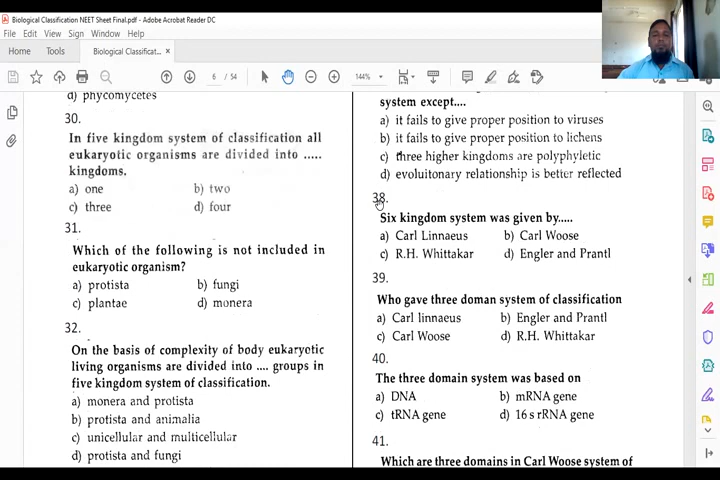 Biological Classification NEET Sheet Final.pdf - Adobe Acrobat Reader DC
File Edit View Sign Window Help
Home Tools Biological Classificat... ×
6 / 54 144%
d) phycomycetes
30.
In five kingdom system of classification all
eukaryotic organisms are divided into .....
kingdoms.
a) one b) two
c) three d) four
31.
Which of the following is not included in
eukaryotic organism?
a) protista b) fungi
c) plantae d) monera
32.
On the basis of complexity of body eukaryotic
living organisms are divided into .... groups in
five kingdom system of classification.
a) monera and protista
b) protista and animalia
c) unicellular and multicellular
d) protista and fungi
system except....
a) it fails to give proper position to viruses
b) it fails to give proper position to lichens
c) three higher kingdoms are polyphyletic
d) evoluitonary relationship is better reflected
38.
Six kingdom system was given by.....
a) Carl Linnaeus b) Carl Woose
c) R.H. Whittakar d) Engler and Prantl
39.
Who gave three doman system of classification
a) Carl linnaeus b) Engler and Prantl
c) Carl Woose d) R.H. Whittakar
40.
The three domain system was based on
a) DNA b) mRNA gene
c) tRNA gene d) 16 s rRNA gene
41.
Which are three domains in Carl Woose system of